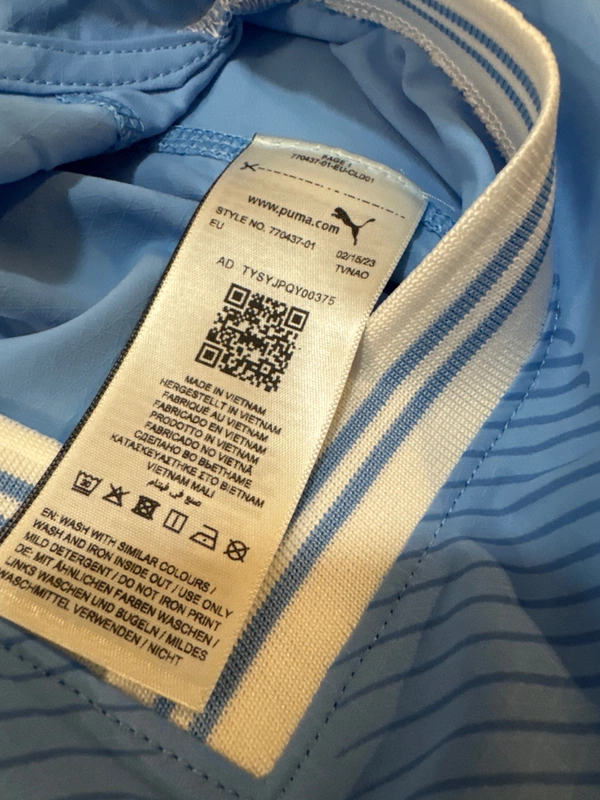 PAGE 1
770437-01-EU-CLD01
www.puma.com
STYLE NO. 770437-01 02/15/23
EU TVNAO
AD TYSYJPQY00375
MADE IN VIETNAM
HERGESTELLT IN VIETNAM
FABRIQUÉ AU VIETNAM
FABRICADO EN VIETNAM
PRODOTTO IN VIETNAM
FABRICADO NO VIETNÃ
СДЕЛАНО ВО ВЬЕТНАМЕ
ΚΑΤΑΣΚΕΥΑΣΤΗΚΕ ΣΤΟ ΒΙΕΤΝΑΜ
VIETNAM MALI
صنع في فيتنام
EN: WASH WITH SIMILAR COLOURS /
WASH AND IRON INSIDE OUT / USE ONLY
MILD DETERGENT / DO NOT IRON PRINT
DE: MIT ÄHNLICHEN FARBEN WASCHEN /
LINKS WASCHEN UND BÜGELN / MILDES
WASCHMITTEL VERWENDEN / NICHT